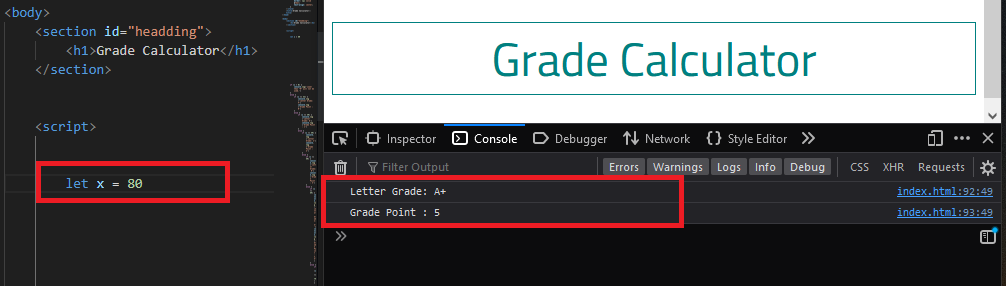 <body>
<section id="headding">
<h1>Grade Calculator</h1>
</section>
<script>
let x = 80
Grade Calculator
Inspector Console Debugger Network Style Editor
Filter Output Errors Warnings Logs Info Debug CSS XHR Requests
Letter Grade: A+ index.html:92:49
Grade Point : 5 index.html:93:49